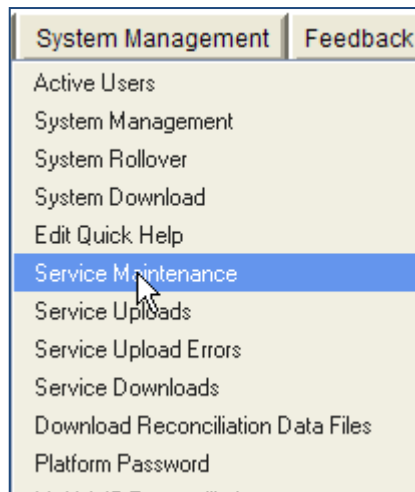 System Management Feedback
Active Users
System Management
System Rollover
System Download
Edit Quick Help
Service Maintenance
Service Uploads
Service Upload Errors
Service Downloads
Download Reconciliation Data Files
Platform Password